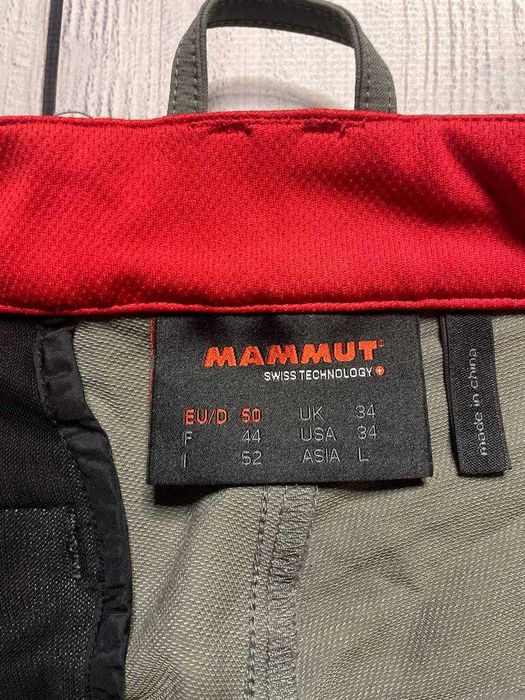 MAMMUT
SWISS TECHNOLOGY
EU/D 50 UK 34
F 44 USA 34
I 52 ASIA L
made in china